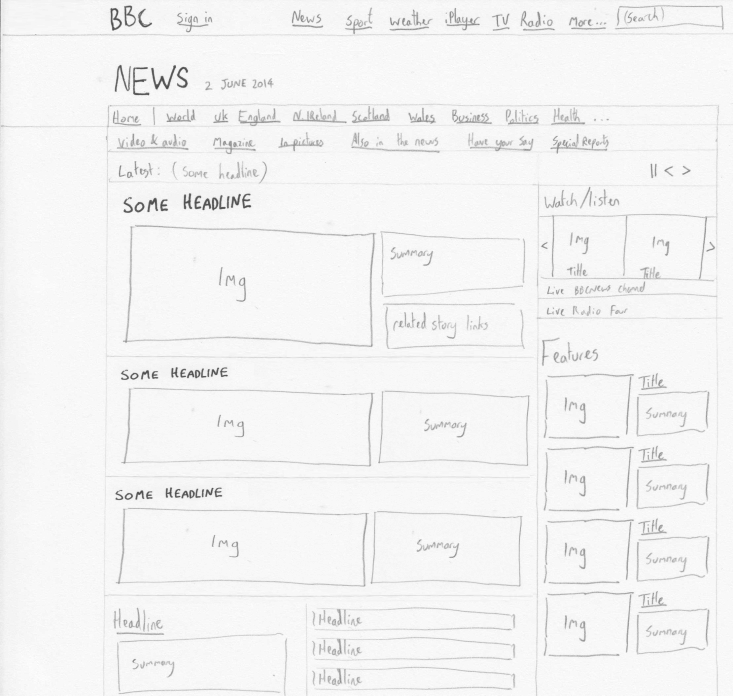 BBC Sign in News Sport Weather iPlayer TV Radio More... (Search)
NEWS 2 JUNE 2014
Home | World UK England N.Ireland Scotland Wales Business Politics Health ...
Video & audio Magazine In pictures Also in the news Have your Say Special Reports
Latest: (Some headline) || < >
SOME HEADLINE
Img
Summary
related story links
SOME HEADLINE
Img
Summary
SOME HEADLINE
Img
Summary
Headline
Summary
Headline
Headline
Headline
Watch/listen
< Img Img >
Title Title
Live BBC News Channel
Live Radio
Features
Img
Title
Summary
Img
Title
Summary
Img
Title
Summary
Img
Title
Summary